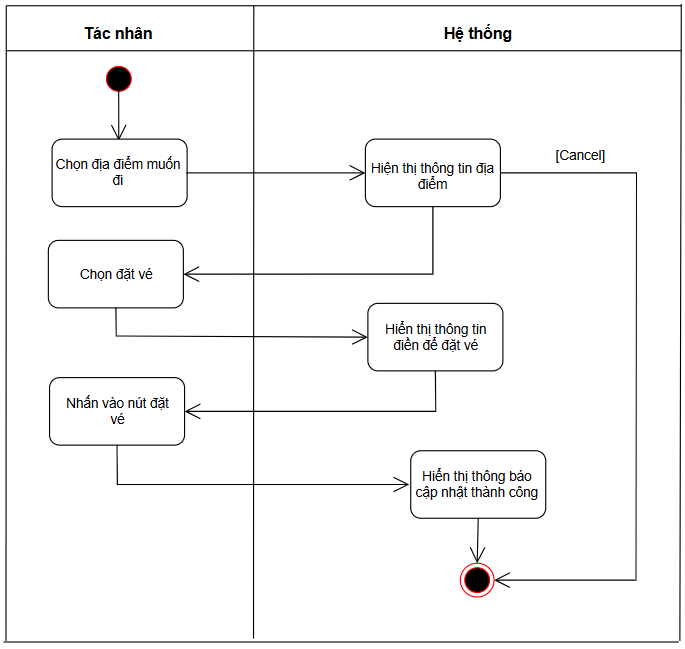 Tác nhân
Hệ thống
Chọn địa điểm muốn
đi
Hiện thị thông tin địa
điểm
[Cancel]
Chọn đặt vé
Hiển thị thông tin
điền để đặt vé
Nhấn vào nút đặt
vé
Hiển thị thông báo
cập nhật thành công